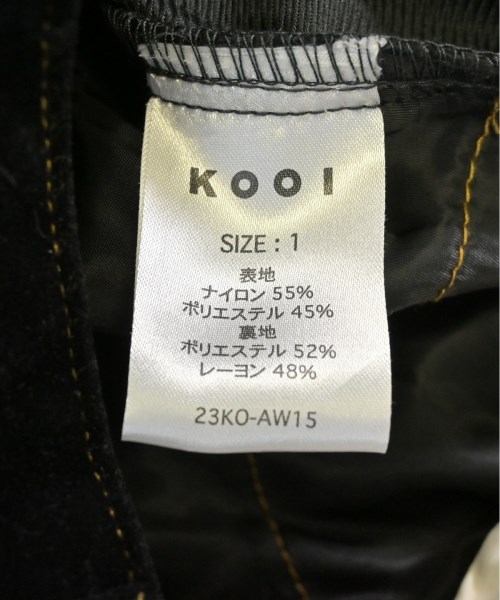 KOOI
SIZE : 1
表地
ナイロン 55%
ポリエステル 45%
裏地
ポリエステル 52%
レーヨン 48%
23KO-AW15